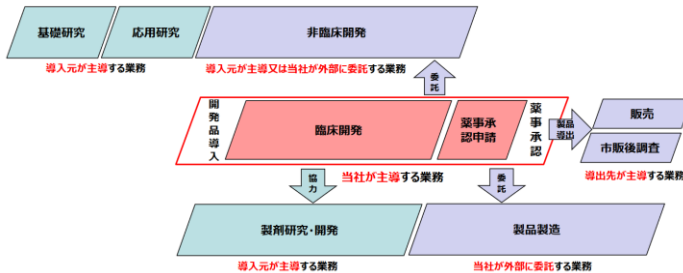 基礎研究
応用研究
非臨床開発
導入元が主導する業務
導入元が主導又は当社が外部に委託する業務
委託
開発品導入
臨床開発
薬事承
認申請
薬事承認
製品
導出
販売
市販後調査
導出先が主導する業務
協力
当社が主導する業務
委託
製剤研究・開発
製品製造
導入元が主導する業務
当社が外部に委託する業務